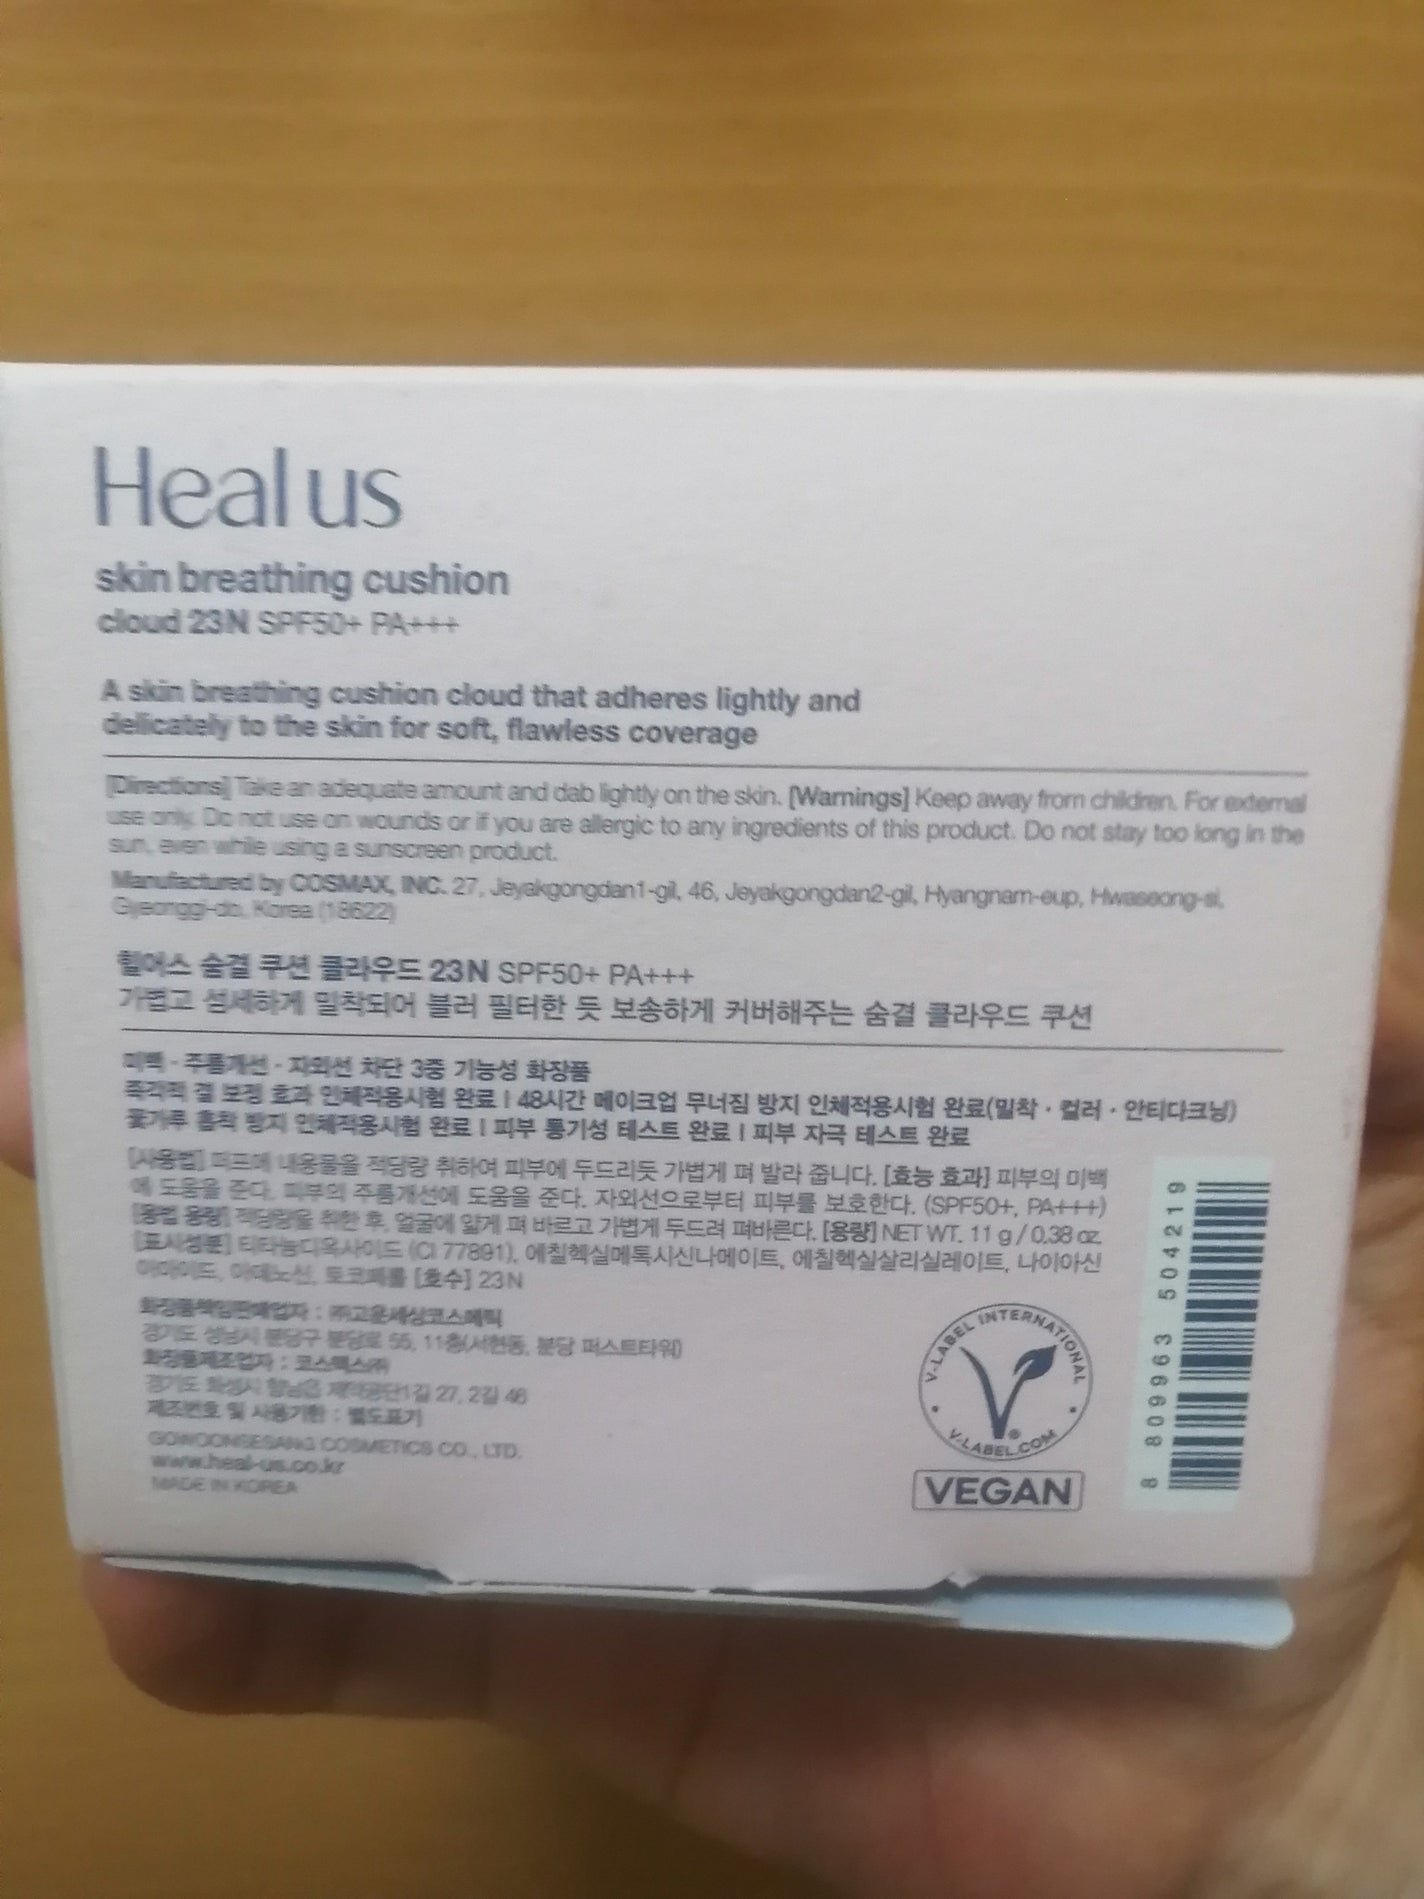 Heal us
skin breathing cushion
cloud 23N SPF50+ PA+++
A skin breathing cushion cloud that adheres lightly and
delicately to the skin for soft, flawless coverage
[Directions] Take an adequate amount and dab lightly on the skin. [Warnings] Keep away from children. For external
use only. Do not use on wounds or if you are allergic to any ingredients of this product. Do not stay too long in the
sun, even while using a sunscreen product.
Manufactured by COSMAX, INC. 27, Jeyakgongdan1-gil, 46, Jeyakgongdan2-gil, Hyangnam-eup, Hwaseong-si,
Gyeonggi-do, Korea (18622)
힐어스 숨결 쿠션 클라우드 23N SPF50+ PA+++
가볍고 섬세하게 밀착되어 블러 필터한 듯 보송하게 커버해주는 숨결 클라우드 쿠션
미백 · 주름개선 · 자외선 차단 3중 기능성 화장품
즉각적 결 보정 효과 인체적용시험 완료 | 48시간 메이크업 무너짐 방지 인체적용시험 완료(밀착 · 컬러 · 안티다크닝)
꽃가루 흡착 방지 인체적용시험 완료 | 피부 통기성 테스트 완료 | 피부 자극 테스트 완료
[사용법] 퍼프에 내용물을 적당량 취하여 피부에 두드리듯 가볍게 펴 발라 줍니다. [효능 효과] 피부의 미백
에 도움을 준다. 피부의 주름개선에 도움을 준다. 자외선으로부터 피부를 보호한다. (SPF50+, PA+++)
[용법 용량] 적당량을 취한 후, 얼굴에 얇게 펴 바르고 가볍게 두드려 펴바른다. [용량] NET WT. 11 g / 0.38 oz.
[표시성분] 티타늄디옥사이드 (CI 77891), 에칠헥실메톡시신나메이트, 에칠헥실살리실레이트, 나이아신
아마이드, 아데노신, 토코페롤 [호수] 23N
화장품책임판매업자 : ㈜고운세상코스메틱
경기도 성남시 분당구 분당로 55, 11층(서현동, 분당 퍼스트타워)
화장품제조업자 : 코스맥스㈜
경기도 화성시 향남읍 제약공단1길 27, 2길 46
제조번호 및 사용기한 : 별도표기
GOWOONSESANG COSMETICS CO., LTD.
www.heal-us.co.kr
MADE IN KOREA
V-LABEL INTERNATIONAL
V-LABEL.COM
VEGAN
8 809963 504219